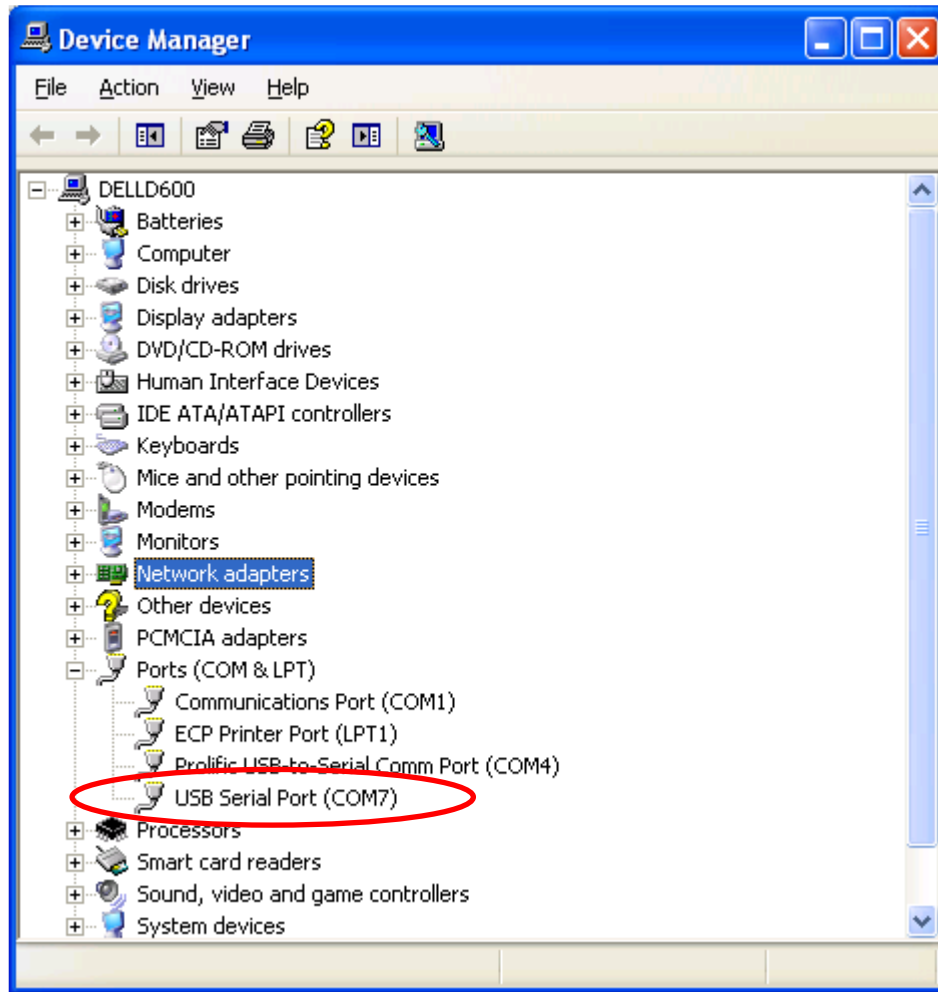 Device Manager
File Action View Help
DELLD600
Batteries
Computer
Disk drives
Display adapters
DVD/CD-ROM drives
Human Interface Devices
IDE ATA/ATAPI controllers
Keyboards
Mice and other pointing devices
Modems
Monitors
Network adapters
Other devices
PCMCIA adapters
Ports (COM & LPT)
Communications Port (COM1)
ECP Printer Port (LPT1)
Prolific USB-to-Serial Comm Port (COM4)
USB Serial Port (COM7)
Processors
Smart card readers
Sound, video and game controllers
System devices